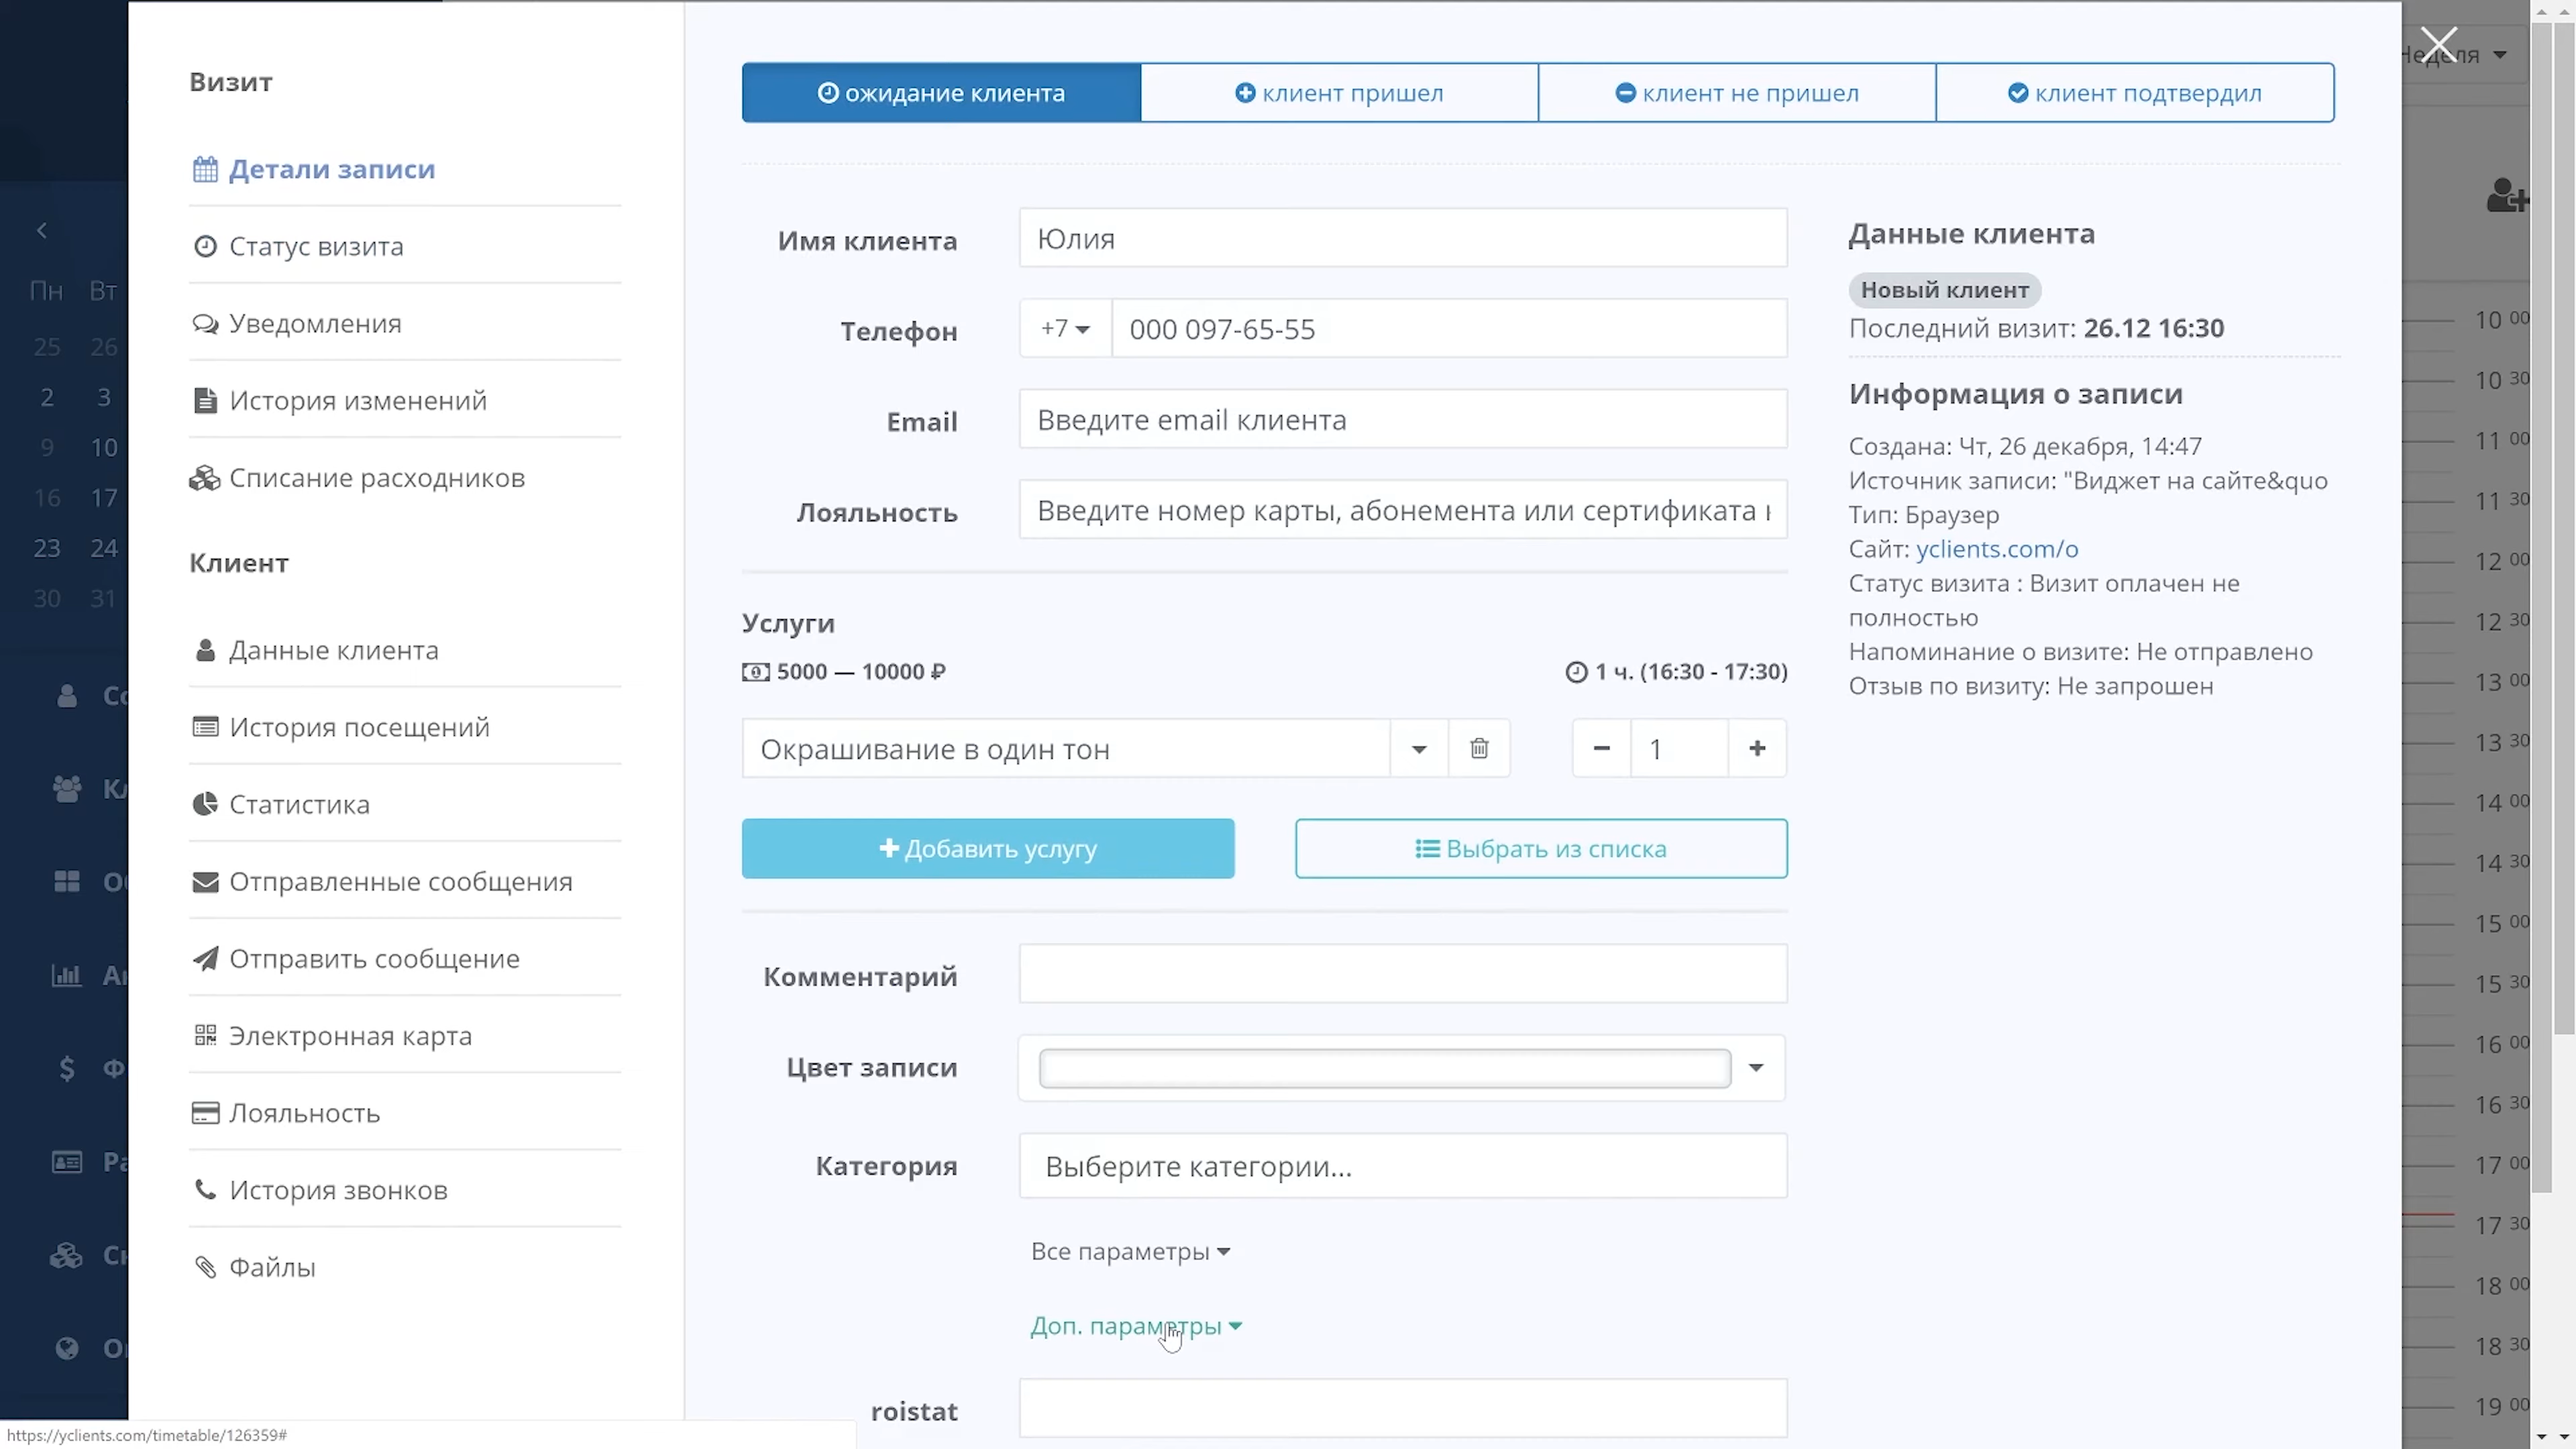 Визит
Детали записи
Статус визита
Уведомления
История изменений
Списание расходников
Клиент
Данные клиента
История посещений
Статистика
Отправленные сообщения
Отправить сообщение
Электронная карта
Лояльность
История звонков
Файлы
ожидание клиента
клиент пришел
клиент не пришел
клиент подтвердил
Имя клиента
Юлия
Телефон
+7
000 097-65-55
Email
Введите email клиента
Лояльность
Введите номер карты, абонемента или сертификата
Услуги
5000 — 10000 ₽
1 ч. (16:30 - 17:30)
Окрашивание в один тон
1
Добавить услугу
Выбрать из списка
Комментарий
Цвет записи
Категория
Выберите категории...
Все параметры
Доп. параметры
roistat
Данные клиента
Новый клиент
Последний визит: 26.12 16:30
Информация о записи
Создана: Чт, 26 декабря, 14:47
Источник записи: "Виджет на сайте&quo
Тип: Браузер
Сайт: yclients.com/o
Статус визита : Визит оплачен не
полностью
Напоминание о визите: Не отправлено
Отзыв по визиту: Не запрошен
Неделя
Пн Вт
25 26
2 3
9 10
16 17
23 24
30 31
10 00
10 30
11 00
11 30
12 00
12 30
13 00
13 30
14 00
14 30
15 00
15 30
16 00
16 30
17 00
17 30
18 00
18 30
19 00
https://yclients.com/timetable/126359#